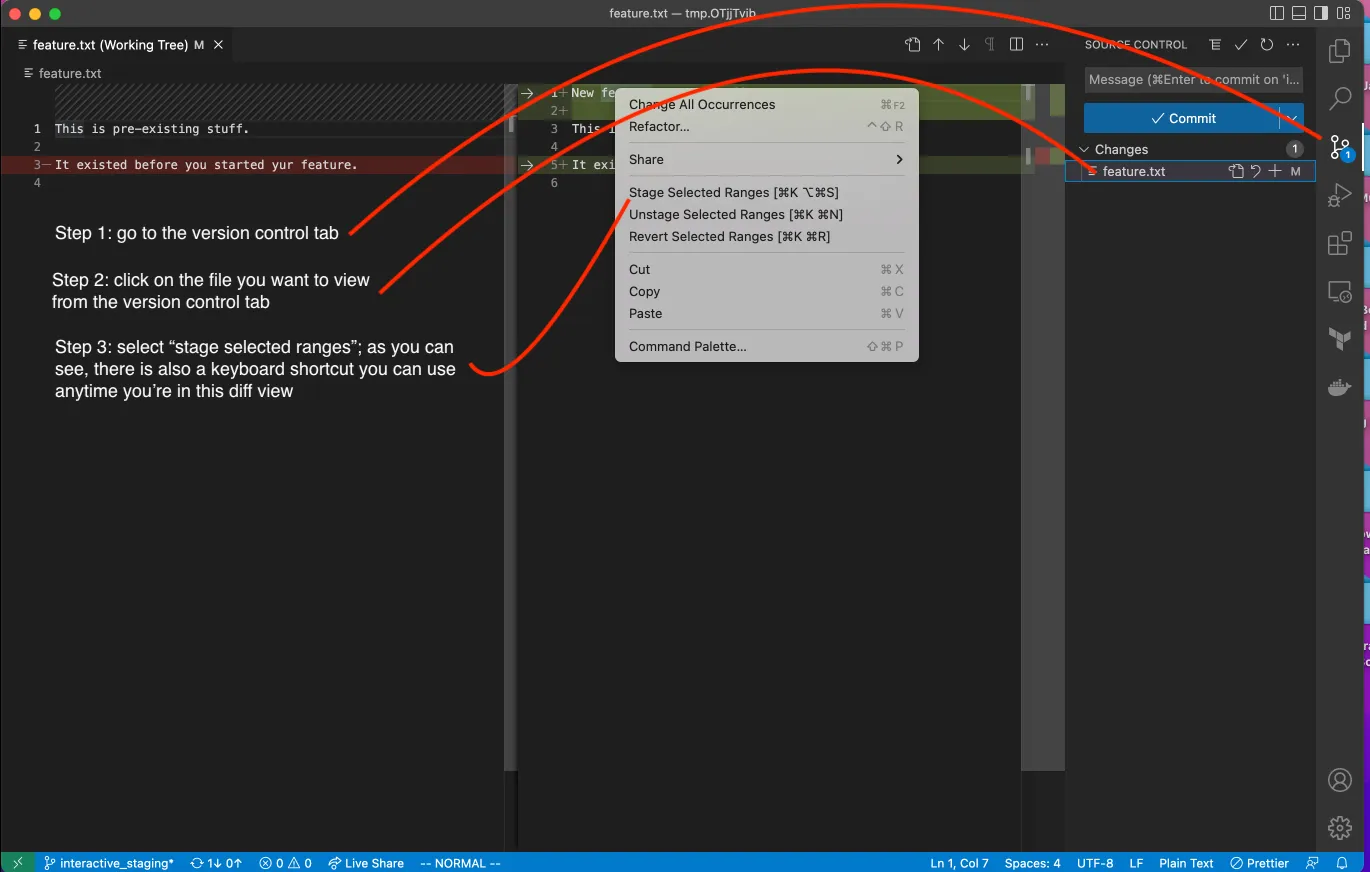 feature.txt — tmp.OTjjTvib
feature.txt (Working Tree) M
SOURCE CONTROL
feature.txt
Message (⌘Enter to commit on 'i...
Commit
Changes 1
feature.txt M
1 This is pre-existing stuff.
2
3− It existed before you started yur feature.
4
1+ New fe
2+
3 This i
4
5+ It exi
6
Change All Occurrences ⌘F2
Refactor... ^⇧R
Share
Stage Selected Ranges [⌘K ⌥⌘S]
Unstage Selected Ranges [⌘K ⌘N]
Revert Selected Ranges [⌘K ⌘R]
Cut ⌘X
Copy ⌘C
Paste ⌘V
Command Palette... ⇧⌘P
1
Step 1: go to the version control tab
Step 2: click on the file you want to view
from the version control tab
Step 3: select “stage selected ranges”; as you can
see, there is also a keyboard shortcut you can use
anytime you’re in this diff view
interactive_staging* 1↓ 0↑ 0 0 Live Share -- NORMAL -- Ln 1, Col 7 Spaces: 4 UTF-8 LF Plain Text Prettier